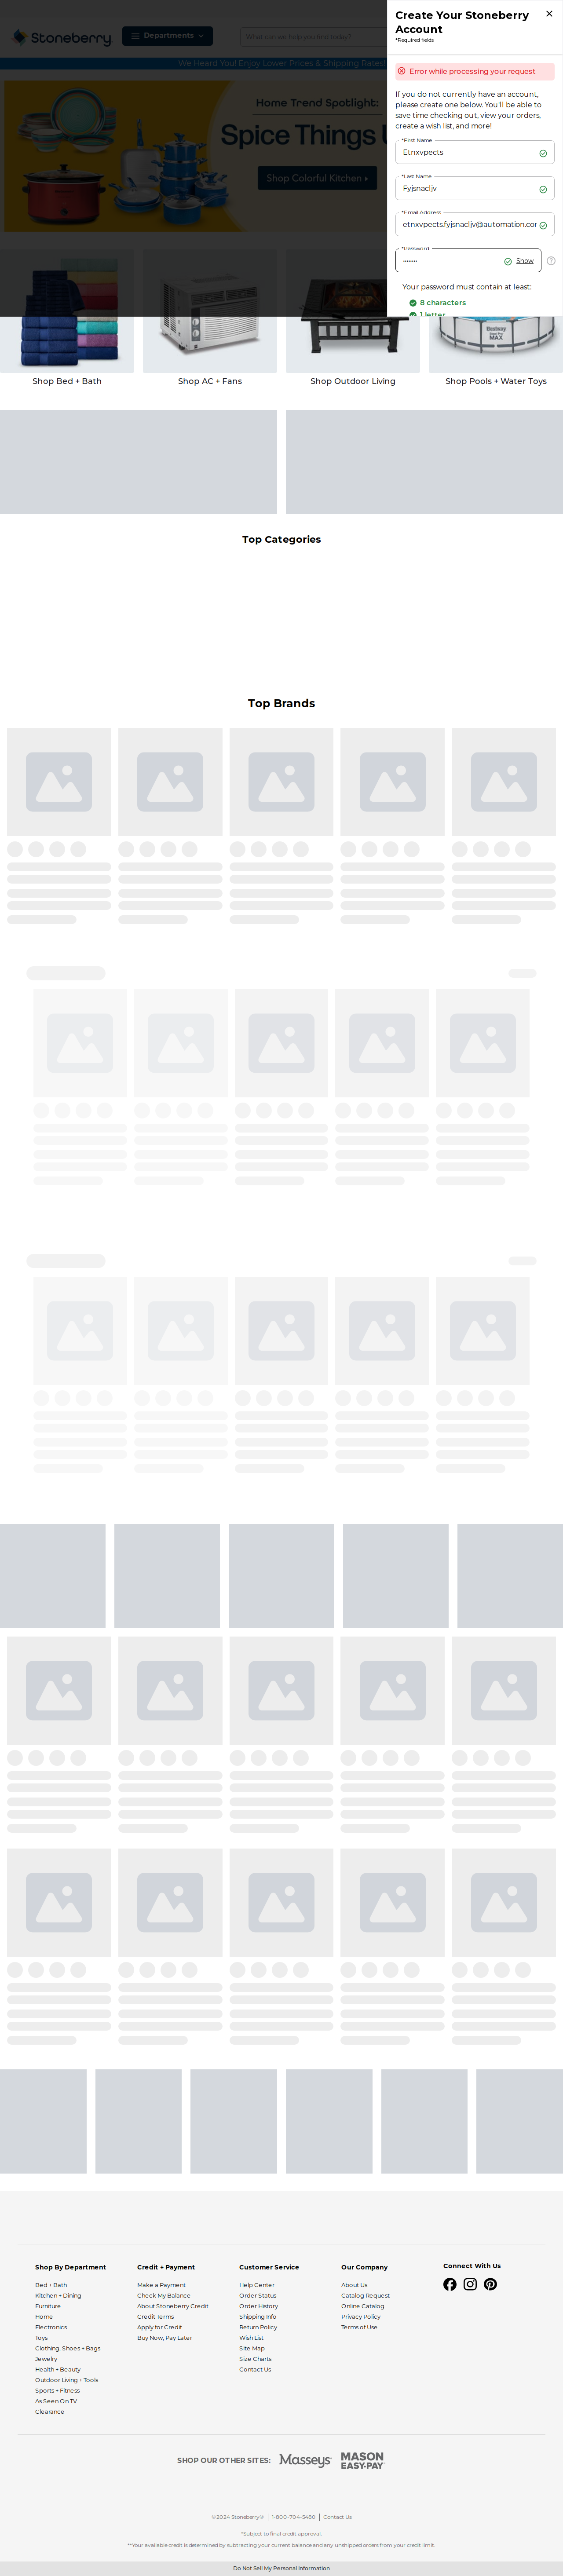 Stoneberry
Departments
What can we help you find today?
We Heard You! Enjoy Lower Prices & Shipping Rates!
Home Trend Spotlight:
Spice Things U
Shop Colorful Kitchen
Create Your Stoneberry
Account
*Required fields
Error while processing your request
If you do not currently have an account,
please create one below. You'll be able to
save time checking out, view your orders,
create a wish list, and more!
*First Name
Etnxvpects
*Last Name
Fyjsnacljv
*Email Address
etnxvpects.fyjsnacljv@automation.con
*Password
••••••••
Show
Your password must contain at least:
8 characters
1 letter
Bestway
STEEL PRO
MAX
Shop Bed + Bath
Shop AC + Fans
Shop Outdoor Living
Shop Pools + Water Toys
Top Categories
Top Brands
Shop By Department
Bed + Bath
Kitchen + Dining
Furniture
Home
Electronics
Toys
Clothing, Shoes + Bags
Jewelry
Health + Beauty
Outdoor Living + Tools
Sports + Fitness
As Seen On TV
Clearance
Credit + Payment
Make a Payment
Check My Balance
About Stoneberry Credit
Credit Terms
Apply for Credit
Buy Now, Pay Later
Customer Service
Help Center
Order Status
Order History
Shipping Info
Return Policy
Wish List
Site Map
Size Charts
Contact Us
Our Company
About Us
Catalog Request
Online Catalog
Privacy Policy
Terms of Use
Connect With Us
SHOP OUR OTHER SITES:
Masseys
MASON
EASY-PAY
©2024 Stoneberry® | 1-800-704-5480 | Contact Us
*Subject to final credit approval.
**Your available credit is determined by subtracting your current balance and any unshipped orders from your credit limit.
Do Not Sell My Personal Information